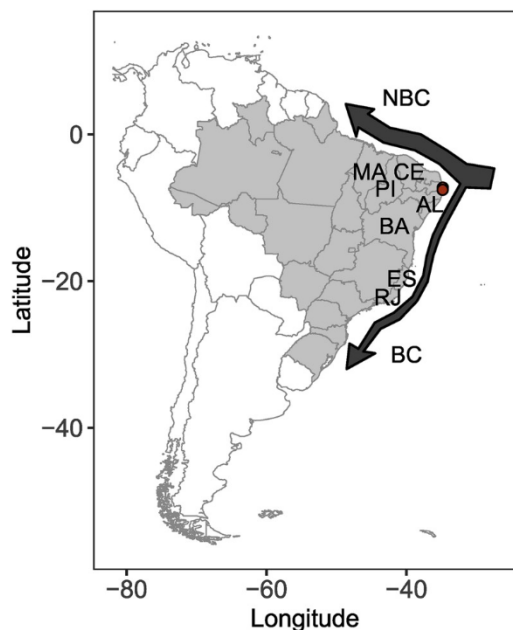 NBC
0
MA CE
PI
AL
BA
-20
ES
RJ
BC
-40
-80 -60 -40
Longitude
Latitude